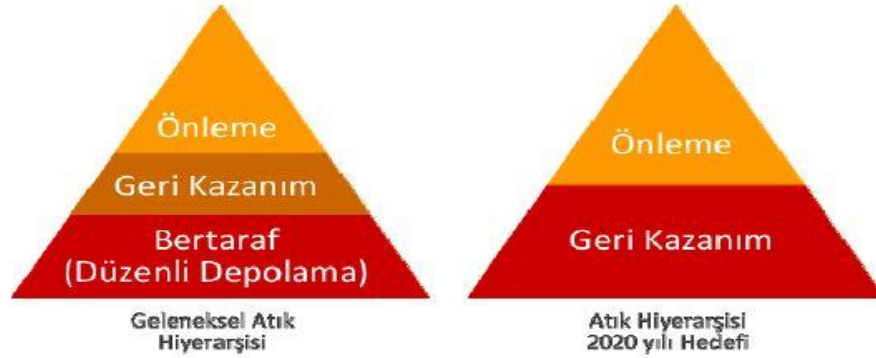 Önleme
Geri Kazanım
Bertaraf
(Düzenli Depolama)
Geleneksel Atık
Hiyerarşisi
Önleme
Geri Kazanım
Atık Hiyerarşisi
2020 yılı Hedefi